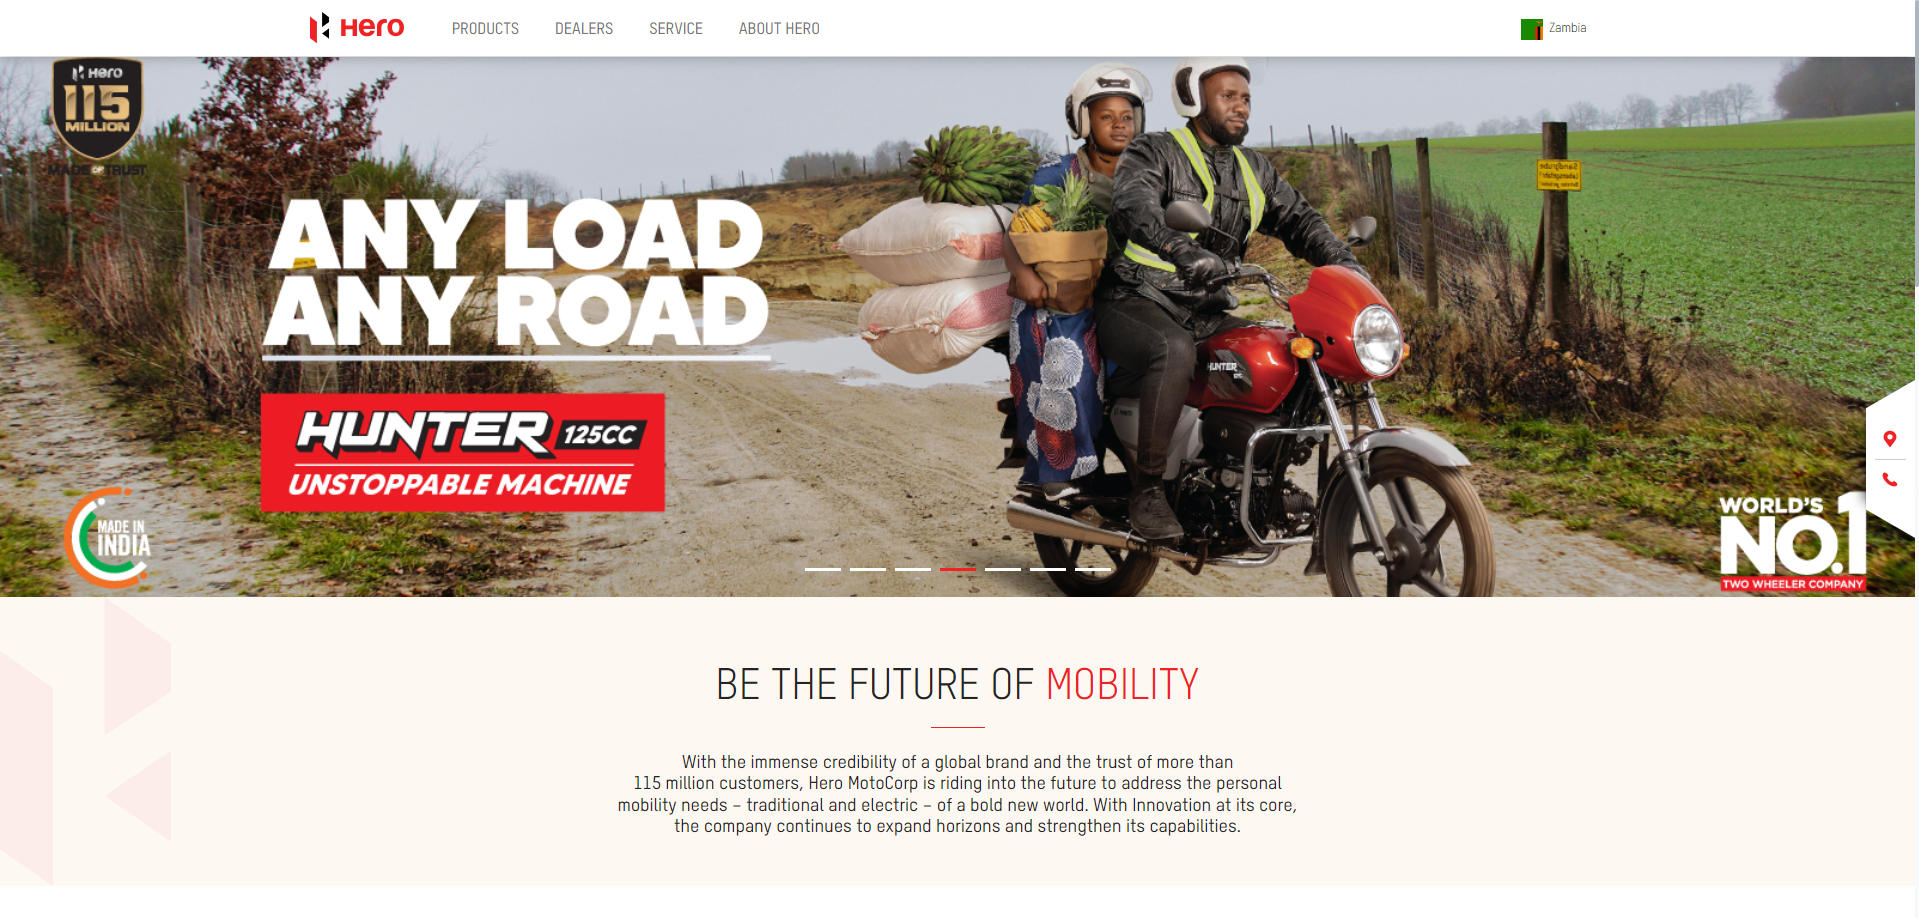 Hero
PRODUCTS
DEALERS
SERVICE
ABOUT HERO
Zambia
Hero
115
MILLION
MADE OF TRUST
ANY LOAD
ANY ROAD
HUNTER 125CC
UNSTOPPABLE MACHINE
HUNTER
125
Sandgrube
Lebensgefahr!
MADE IN
INDIA
WORLD'S
NO.1
TWO WHEELER COMPANY
BE THE FUTURE OF MOBILITY
With the immense credibility of a global brand and the trust of more than
115 million customers, Hero MotoCorp is riding into the future to address the personal
mobility needs – traditional and electric – of a bold new world. With Innovation at its core,
the company continues to expand horizons and strengthen its capabilities.